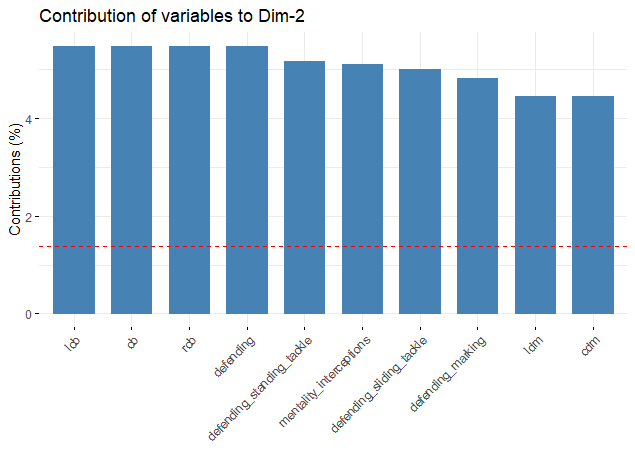 Contribution of variables to Dim-2
Contributions (%)
4
2
0
lcb
cb
rcb
defending
defending_standing_tackle
mentality_interceptions
defending_sliding_tackle
defending_marking
ldm
cdm